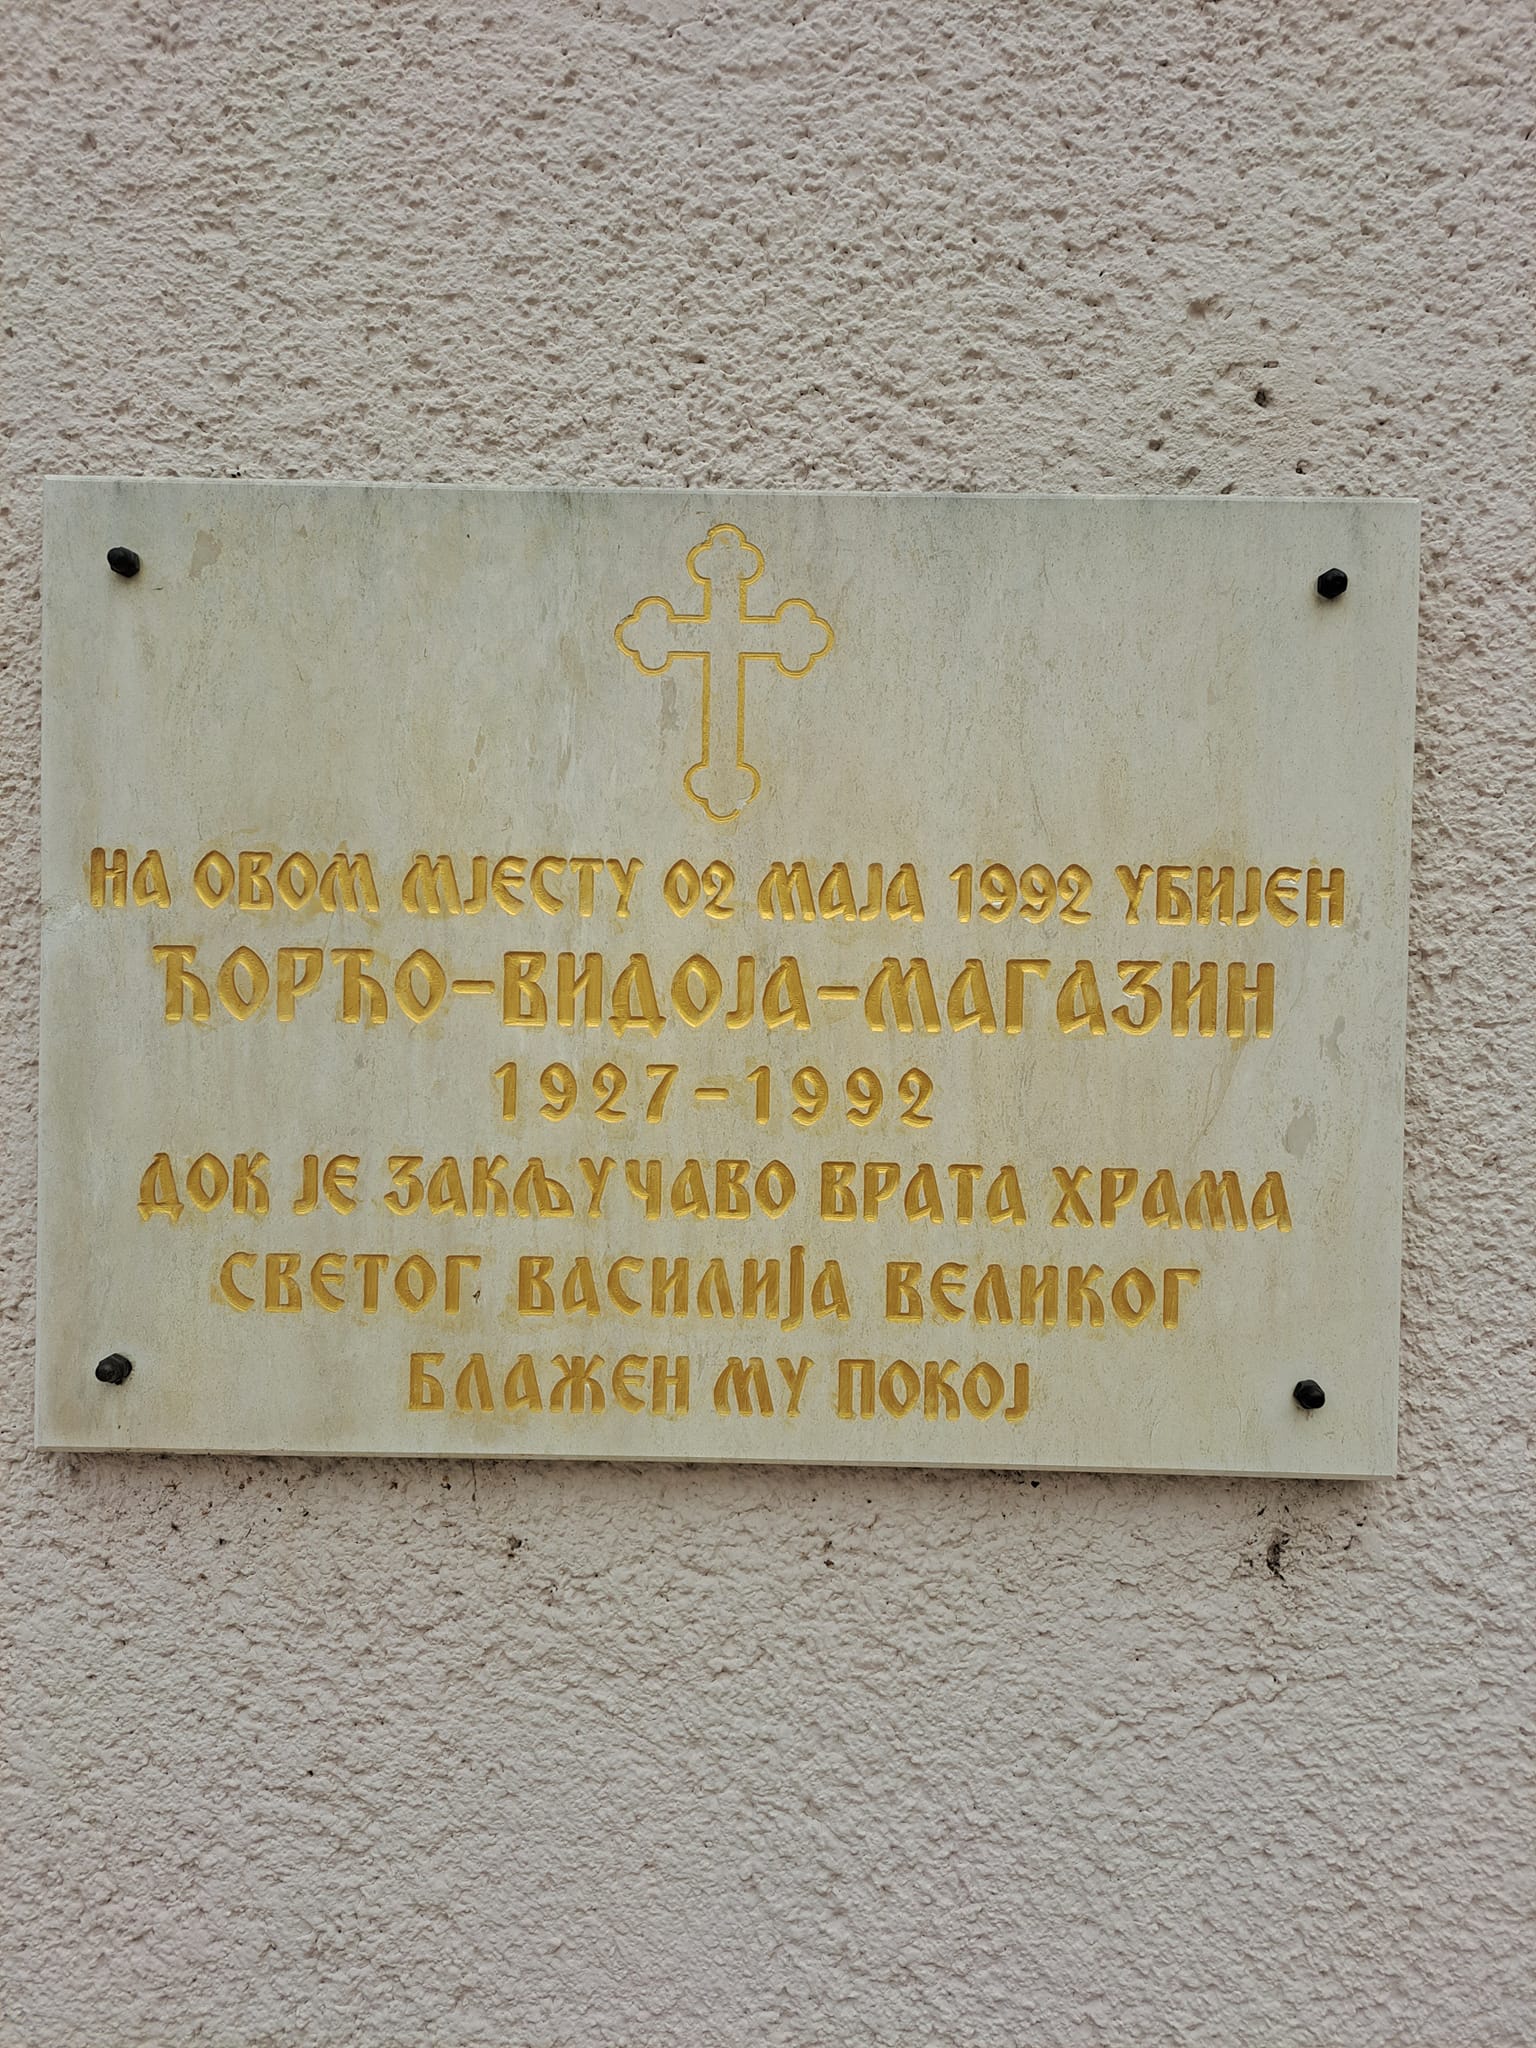 НА ОВОМ МЈЕСТУ 02 МАЈА 1992 УБИЈЕН
ЂОРЂО-ВИДОЈА-МАГАЗИН
1927-1992
ДОК ЈЕ ЗАКЉУЧАВО ВРАТА ХРАМА
СВЕТОГ ВАСИЛИЈА ВЕЛИКОГ
БЛАЖЕН МУ ПОКОЈ